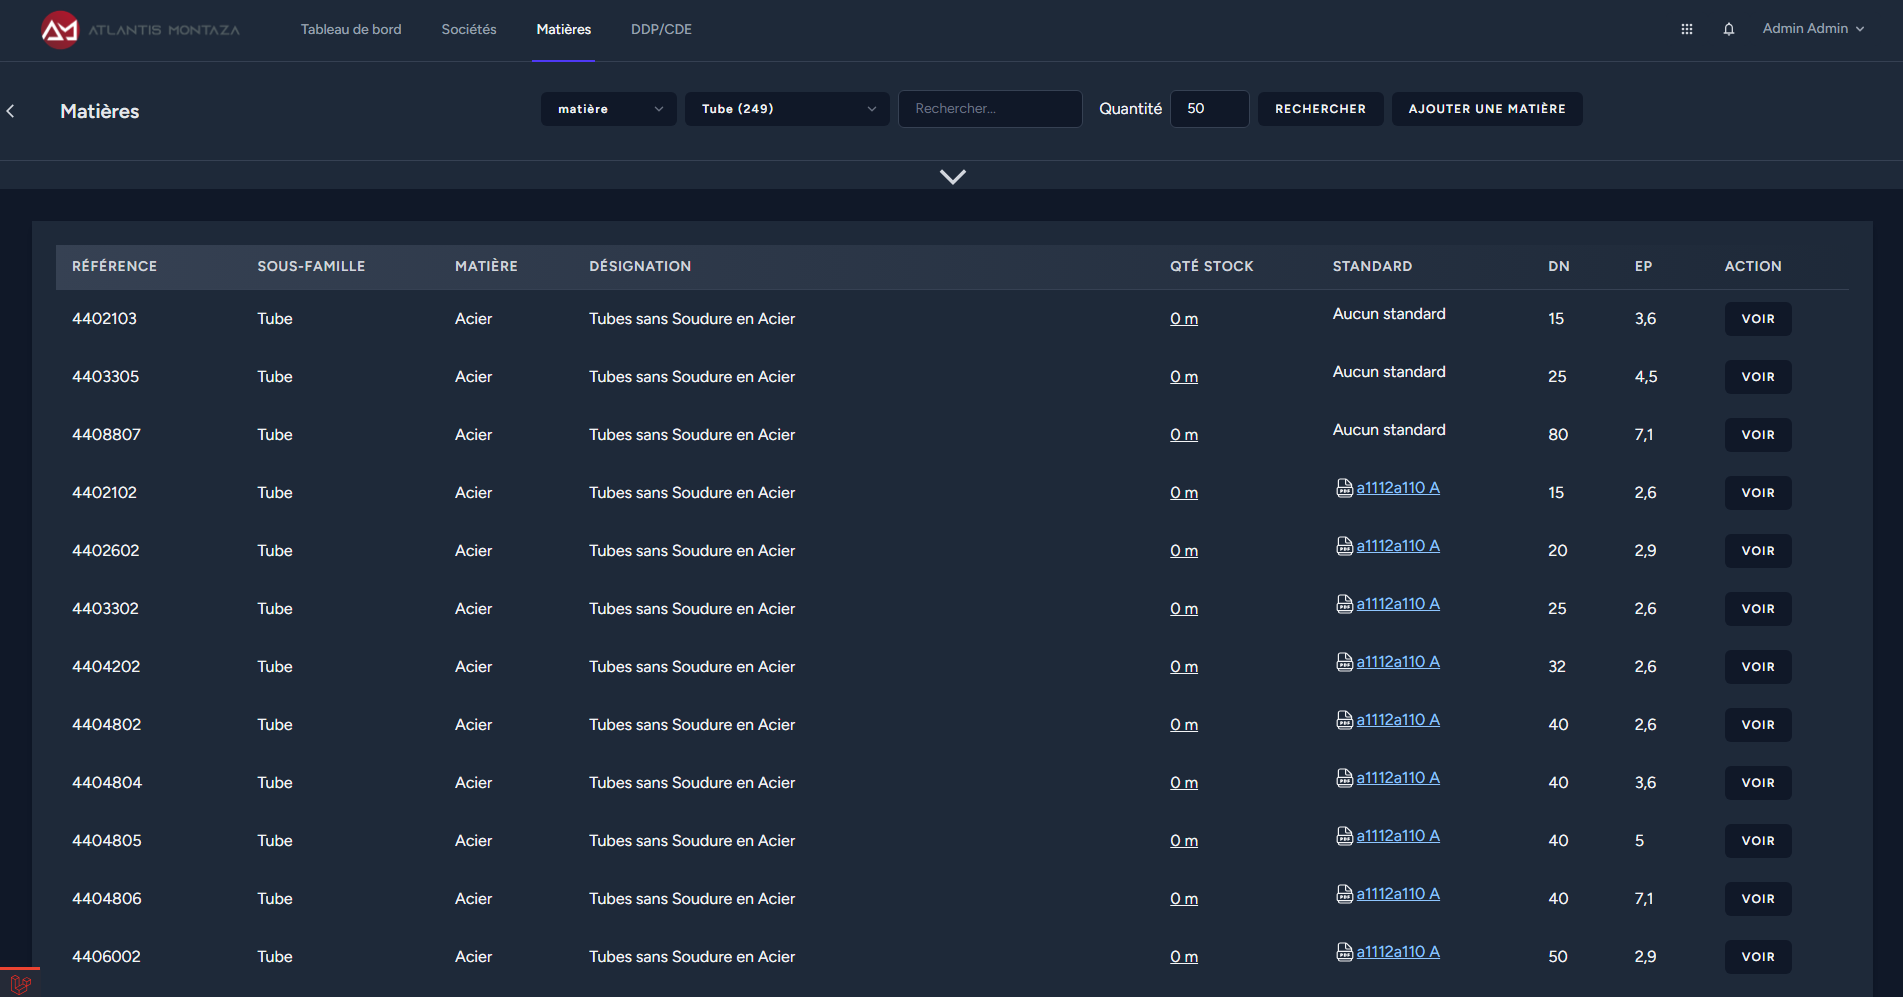 ATLANTIS MONTAZA Tableau de bord Sociétés Matières DDP/CDE Admin Admin
Matières matière Tube (249) Rechercher... Quantité 50 RECHERCHER AJOUTER UNE MATIÈRE
RÉFÉRENCE SOUS-FAMILLE MATIÈRE DÉSIGNATION QTÉ STOCK STANDARD DN EP ACTION
4402103 Tube Acier Tubes sans Soudure en Acier 0 m Aucun standard 15 3,6 VOIR
4403305 Tube Acier Tubes sans Soudure en Acier 0 m Aucun standard 25 4,5 VOIR
4408807 Tube Acier Tubes sans Soudure en Acier 0 m Aucun standard 80 7,1 VOIR
4402102 Tube Acier Tubes sans Soudure en Acier 0 m PDF a1112a110 A 15 2,6 VOIR
4402602 Tube Acier Tubes sans Soudure en Acier 0 m PDF a1112a110 A 20 2,9 VOIR
4403302 Tube Acier Tubes sans Soudure en Acier 0 m PDF a1112a110 A 25 2,6 VOIR
4404202 Tube Acier Tubes sans Soudure en Acier 0 m PDF a1112a110 A 32 2,6 VOIR
4404802 Tube Acier Tubes sans Soudure en Acier 0 m PDF a1112a110 A 40 2,6 VOIR
4404804 Tube Acier Tubes sans Soudure en Acier 0 m PDF a1112a110 A 40 3,6 VOIR
4404805 Tube Acier Tubes sans Soudure en Acier 0 m PDF a1112a110 A 40 5 VOIR
4404806 Tube Acier Tubes sans Soudure en Acier 0 m PDF a1112a110 A 40 7,1 VOIR
4406002 Tube Acier Tubes sans Soudure en Acier 0 m PDF a1112a110 A 50 2,9 VOIR